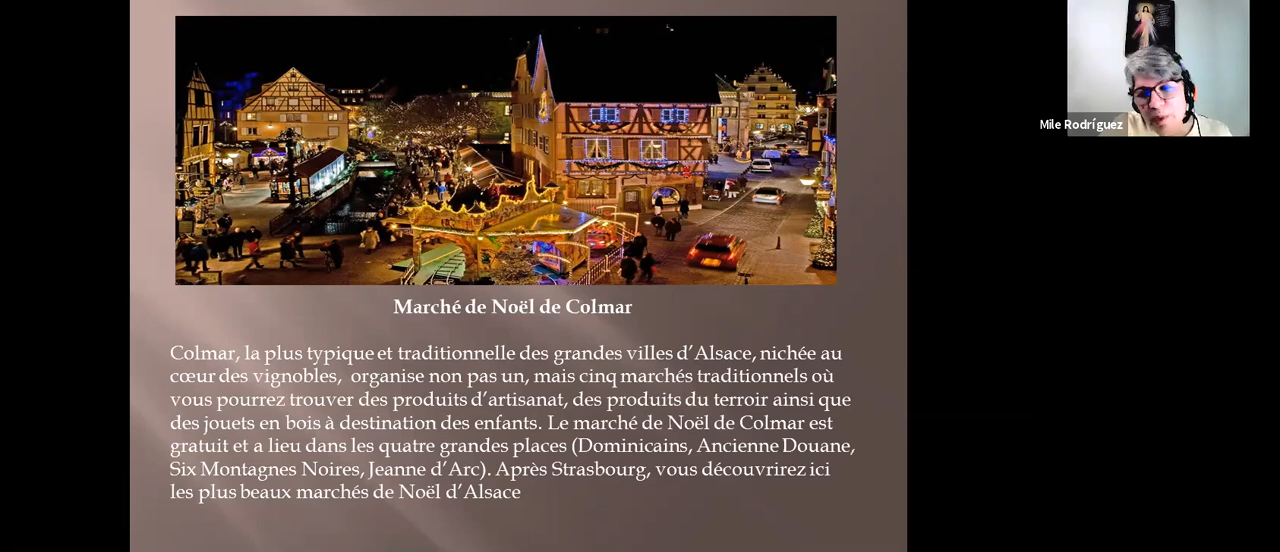 Mile Rodríguez
Marché de Noël de Colmar
Colmar, la plus typique et traditionnelle des grandes villes d’Alsace, nichée au
cœur des vignobles, organise non pas un, mais cinq marchés traditionnels où
vous pourrez trouver des produits d’artisanat, des produits du terroir ainsi que
des jouets en bois à destination des enfants. Le marché de Noël de Colmar est
gratuit et a lieu dans les quatre grandes places (Dominicains, Ancienne Douane,
Six Montagnes Noires, Jeanne d’Arc). Après Strasbourg, vous découvrirez ici
les plus beaux marchés de Noël d’Alsace